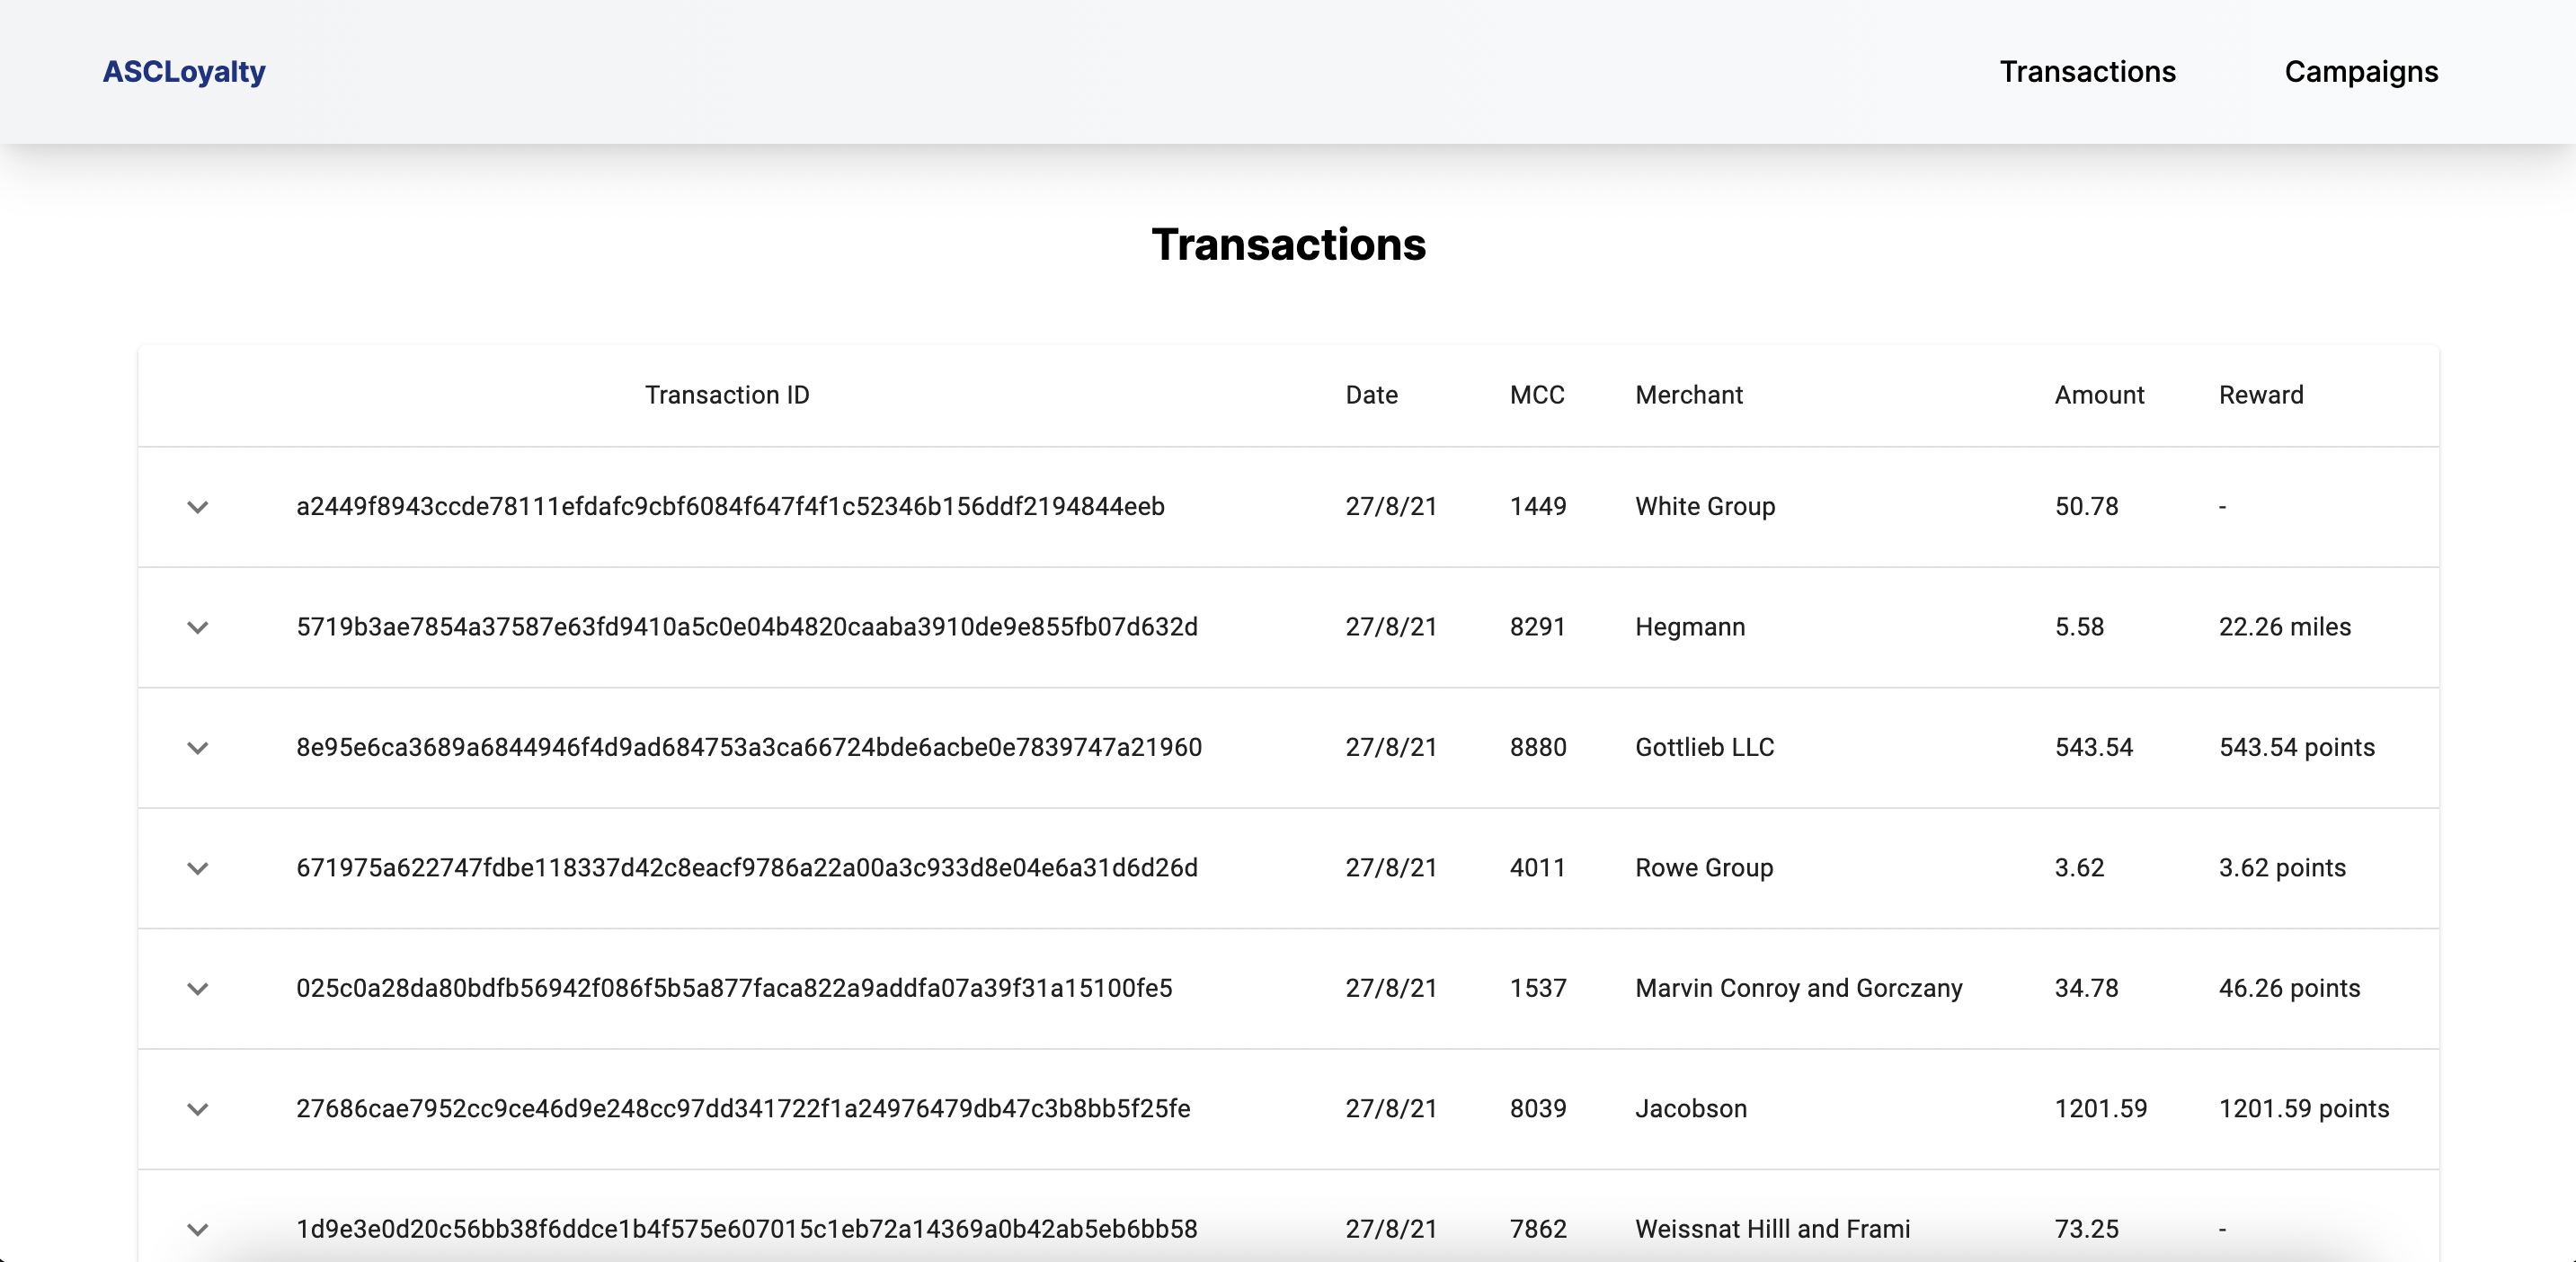 ASCLoyalty Transactions Campaigns
Transactions
Transaction ID Date MCC Merchant Amount Reward
a2449f8943ccde78111efdafc9cbf6084f647f4f1c52346b156ddf2194844eeb 27/8/21 1449 White Group 50.78 -
5719b3ae7854a37587e63fd9410a5c0e04b4820caaba3910de9e855fb07d632d 27/8/21 8291 Hegmann 5.58 22.26 miles
8e95e6ca3689a6844946f4d9ad684753a3ca66724bde6acbe0e7839747a21960 27/8/21 8880 Gottlieb LLC 543.54 543.54 points
671975a622747fdbe118337d42c8eacf9786a22a00a3c933d8e04e6a31d6d26d 27/8/21 4011 Rowe Group 3.62 3.62 points
025c0a28da80bdfb56942f086f5b5a877faca822a9addfa07a39f31a15100fe5 27/8/21 1537 Marvin Conroy and Gorczany 34.78 46.26 points
27686cae7952cc9ce46d9e248cc97dd341722f1a24976479db47c3b8bb5f25fe 27/8/21 8039 Jacobson 1201.59 1201.59 points
1d9e3e0d20c56bb38f6ddce1b4f575e607015c1eb72a14369a0b42ab5eb6bb58 27/8/21 7862 Weissnat Hilll and Frami 73.25 -